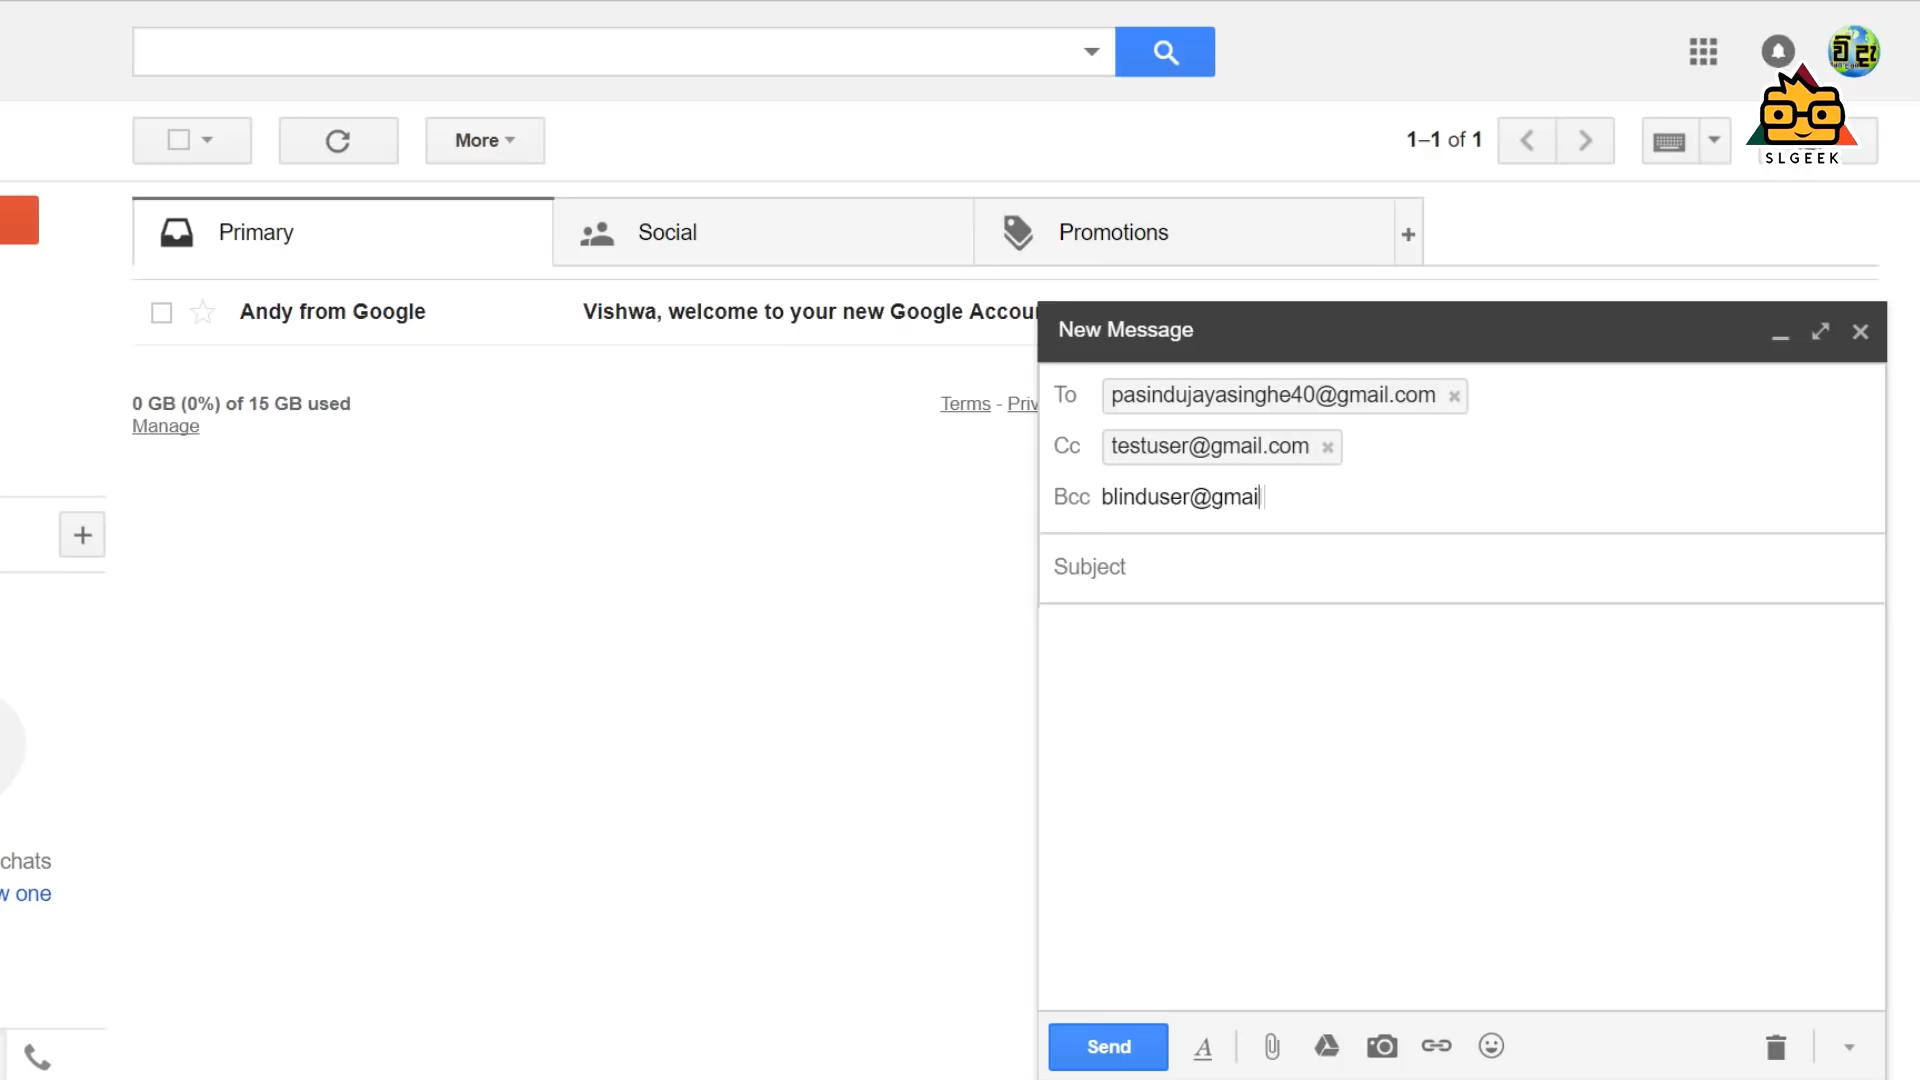 වි දැ
SLGEEK
More
1–1 of 1
Primary
Social
Promotions
Andy from Google
Vishwa, welcome to your new Google Accou
0 GB (0%) of 15 GB used
Manage
Terms - Priv
New Message
To pasindujayasinghe40@gmail.com
Cc testuser@gmail.com
Bcc blinduser@gmai
Subject
chats
w one
Send
A